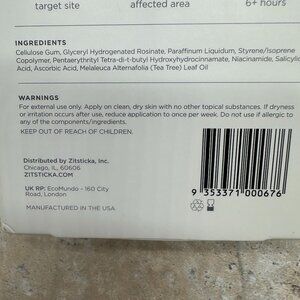 target site
affected area
6+ hours
INGREDIENTS
Cellulose Gum, Glyceryl Hydrogenated Rosinate, Paraffinum Liquidum, Styrene/Isoprene
Copolymer, Pentaerythrityl Tetra-di-t-butyl Hydroxyhydrocinnamate, Niacinamide, Salicylic
Acid, Ascorbic Acid, Melaleuca Alternafolia (Tea Tree) Leaf Oil
WARNINGS
For external use only. Apply on clean, dry skin with no other topical substances. If dryness
or irritation occurs after use, reduce application to once per week. Do not use if allergic to
any of the components/ingredients.
KEEP OUT OF REACH OF CHILDREN.
Distributed by Zitsticka, Inc.
Chicago, IL, 60606
ZITSTICKA.COM
UK RP: EcoMundo - 160 City
Road, London
MANUFACTURED IN THE USA
9 353371 000676